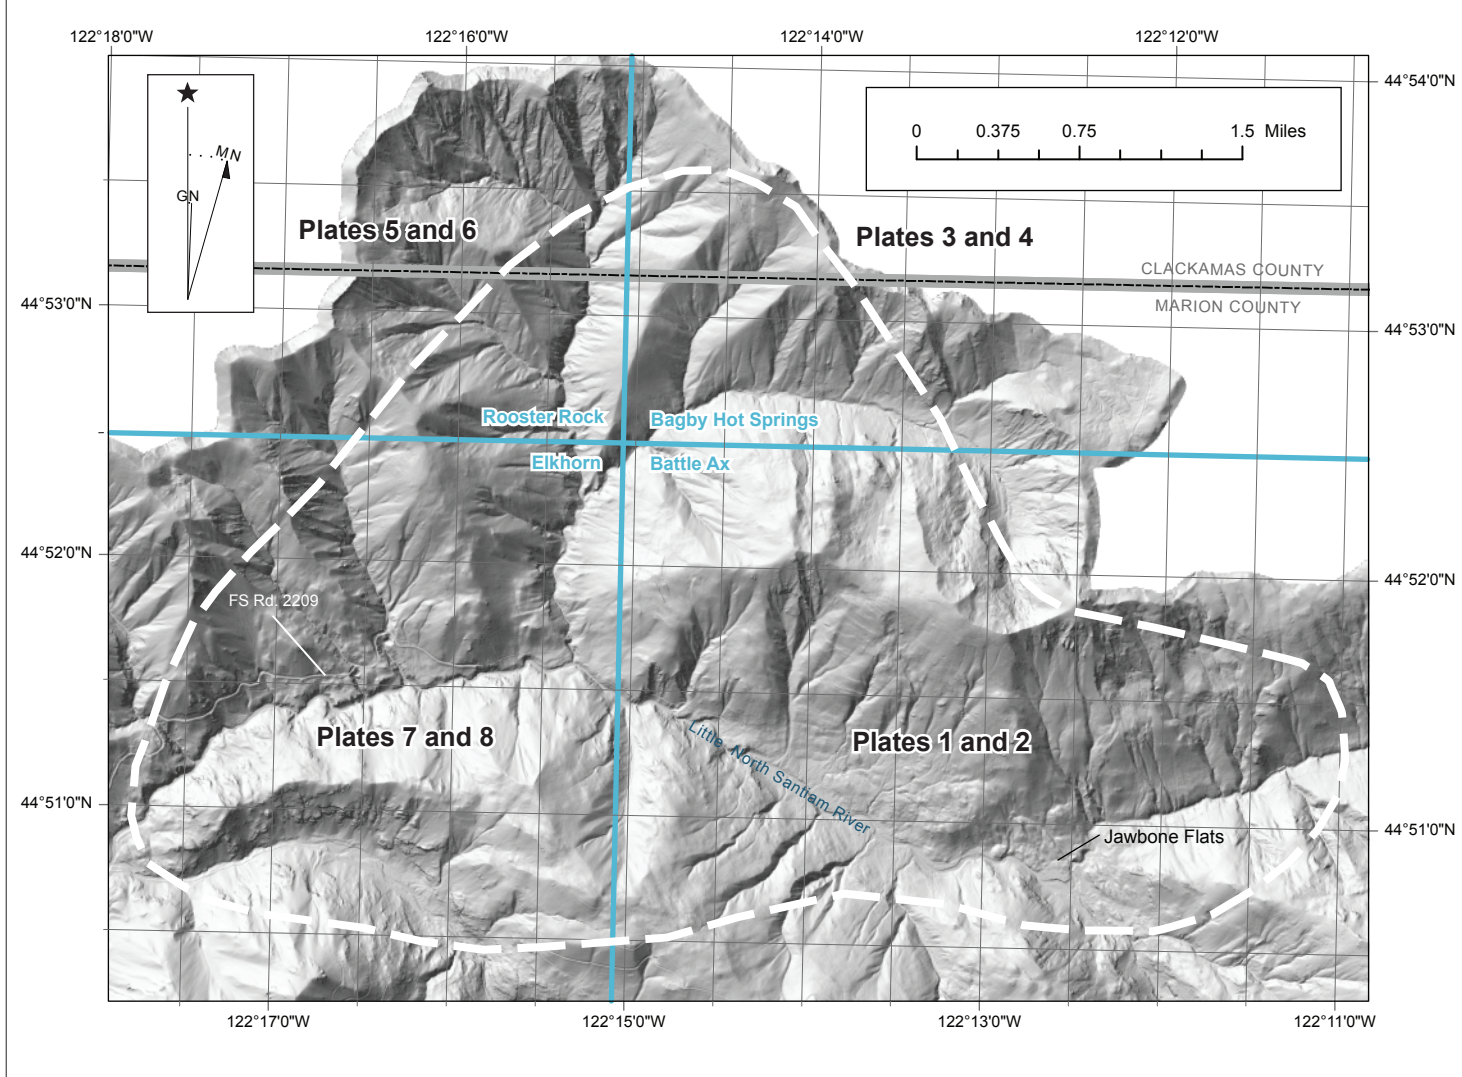 122°18'0"W 122°16'0"W 122°14'0"W 122°12'0"W
44°54'0"N
0 0.375 0.75 1.5 Miles
MN
GN
Plates 5 and 6
Plates 3 and 4
CLACKAMAS COUNTY
MARION COUNTY
44°53'0"N
44°53'0"N
Rooster Rock
Bagby Hot Springs
Elkhorn
Battle Ax
44°52'0"N
44°52'0"N
FS Rd. 2209
Plates 7 and 8
Plates 1 and 2
Little North Santiam River
44°51'0"N
44°51'0"N
Jawbone Flats
122°17'0"W 122°15'0"W 122°13'0"W 122°11'0"W